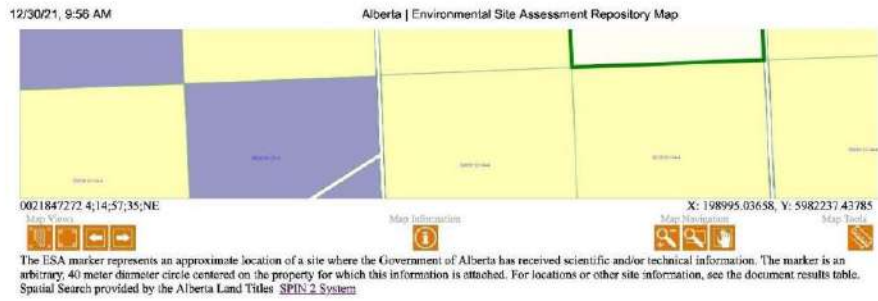 12/30/21, 9:56 AM
Alberta | Environmental Site Assessment Repository Map
0021847272 4;14;57;35;NE
X: 198995.03658, Y: 5982237.43785
Map Views
Map Information
Map Navigation
Map Tools
The ESA marker represents an approximate location of a site where the Government of Alberta has received scientific and/or technical information. The marker is an
arbitrary, 40 meter diameter circle centered on the property for which this information is attached. For locations or other site information, see the document results table.
Spatial Search provided by the Alberta Land Titles SPIN 2 System